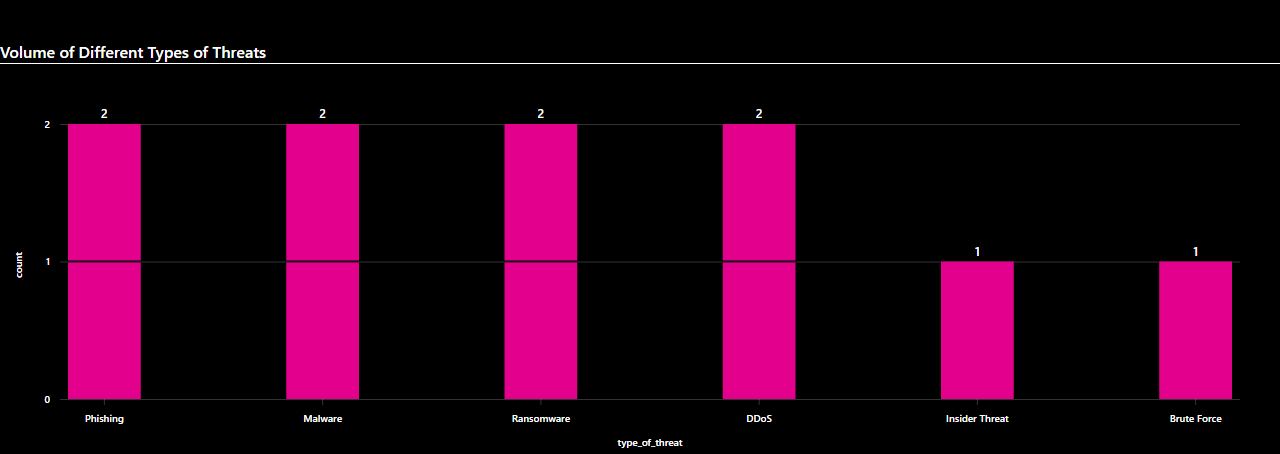 Volume of Different Types of Threats
2 2 2 2 1 1
2
1
0
count
Phishing Malware Ransomware DDoS Insider Threat Brute Force
type_of_threat